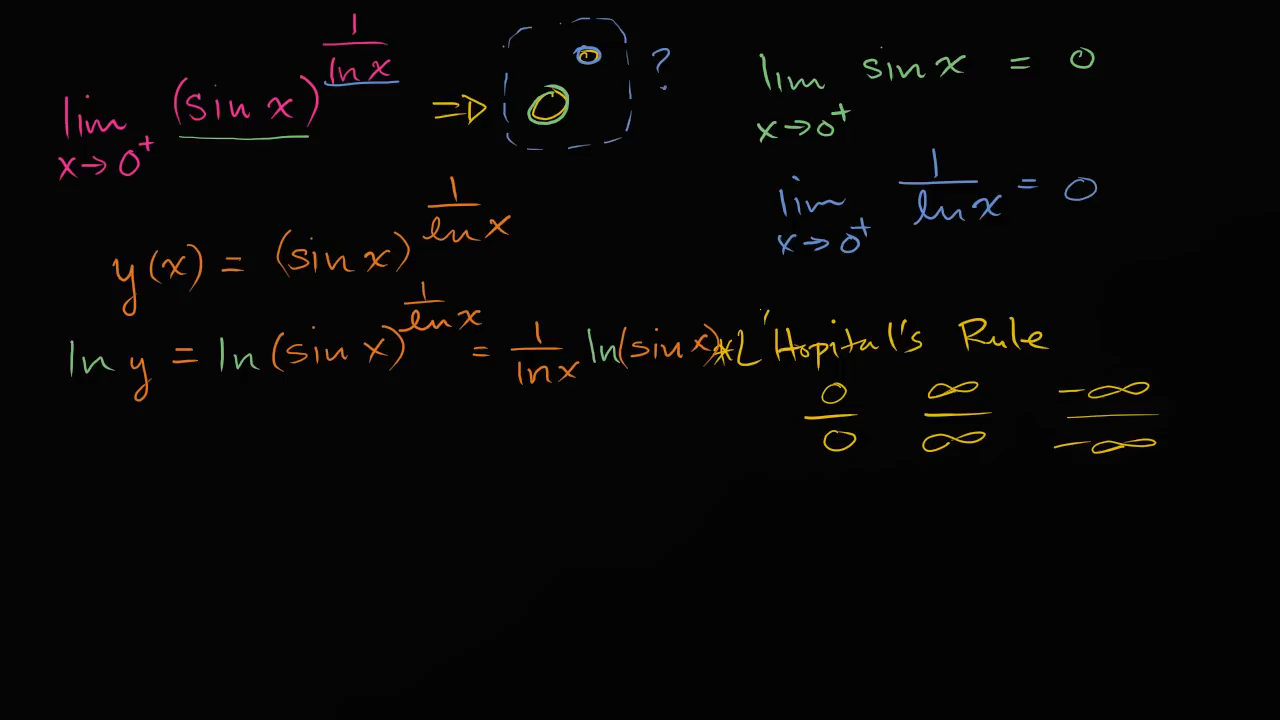 lim x→0⁺ (sin x)^(1/ln x) ⇒ 0^0 ?
lim x→0⁺ sin x = 0
lim x→0⁺ 1/ln x = 0
y(x) = (sin x)^(1/ln x)
ln y = ln (sin x)^(1/ln x) = 1/ln x ln(sin x)
*L'Hopital's Rule
0/0 ∞/∞ -∞/-∞